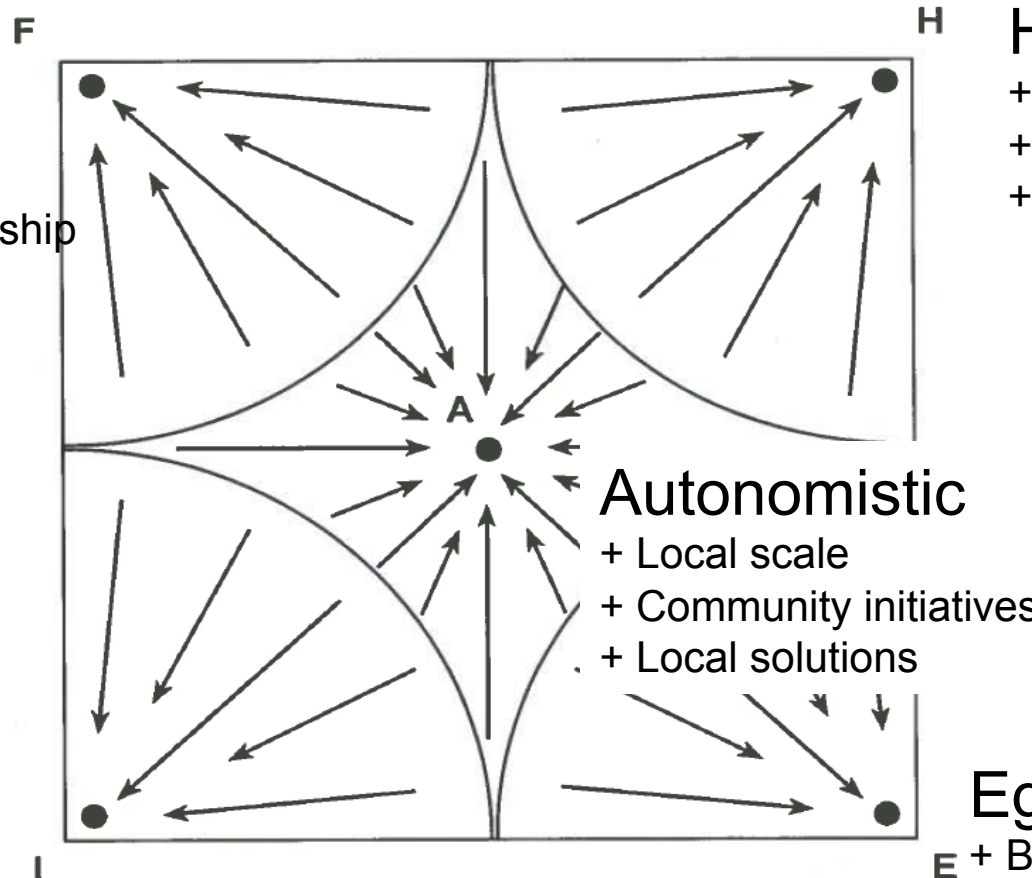 F
H
H
+
+
+
ship
A
Autonomistic
+ Local scale
+ Community initiatives
+ Local solutions
Eg
I
E
+ B